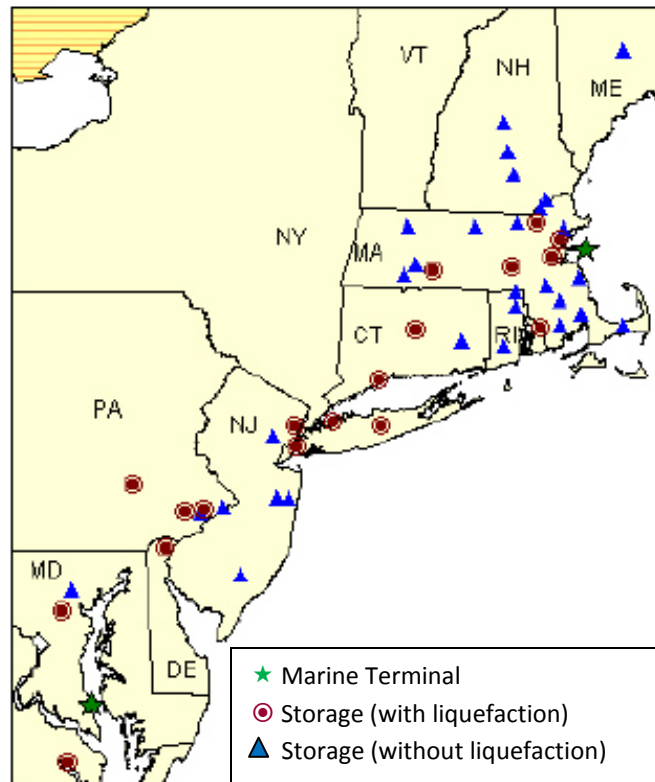 VT
NH
ME
NY
MA
CT
RI
PA
NJ
MD
DE
Marine Terminal
Storage (with liquefaction)
Storage (without liquefaction)